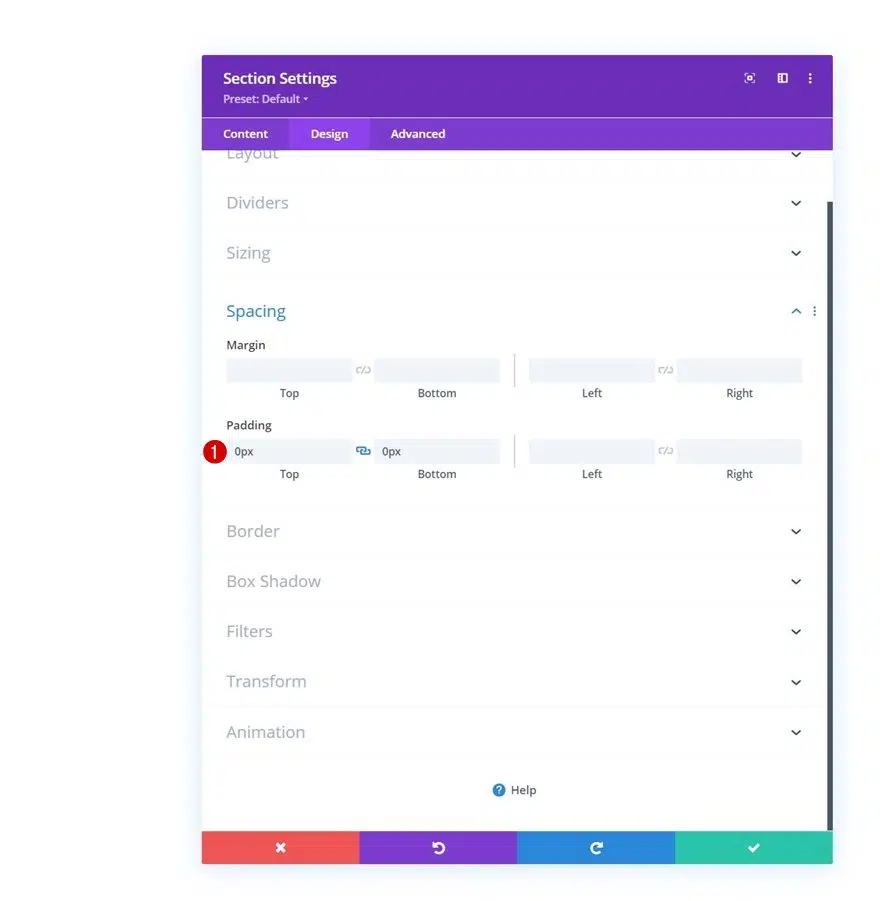 Section Settings
Preset: Default
Content Design Advanced
Layout
Dividers
Sizing
Spacing
Margin
Top Bottom Left Right
Padding
1 0px 0px
Top Bottom Left Right
Border
Box Shadow
Filters
Transform
Animation
? Help